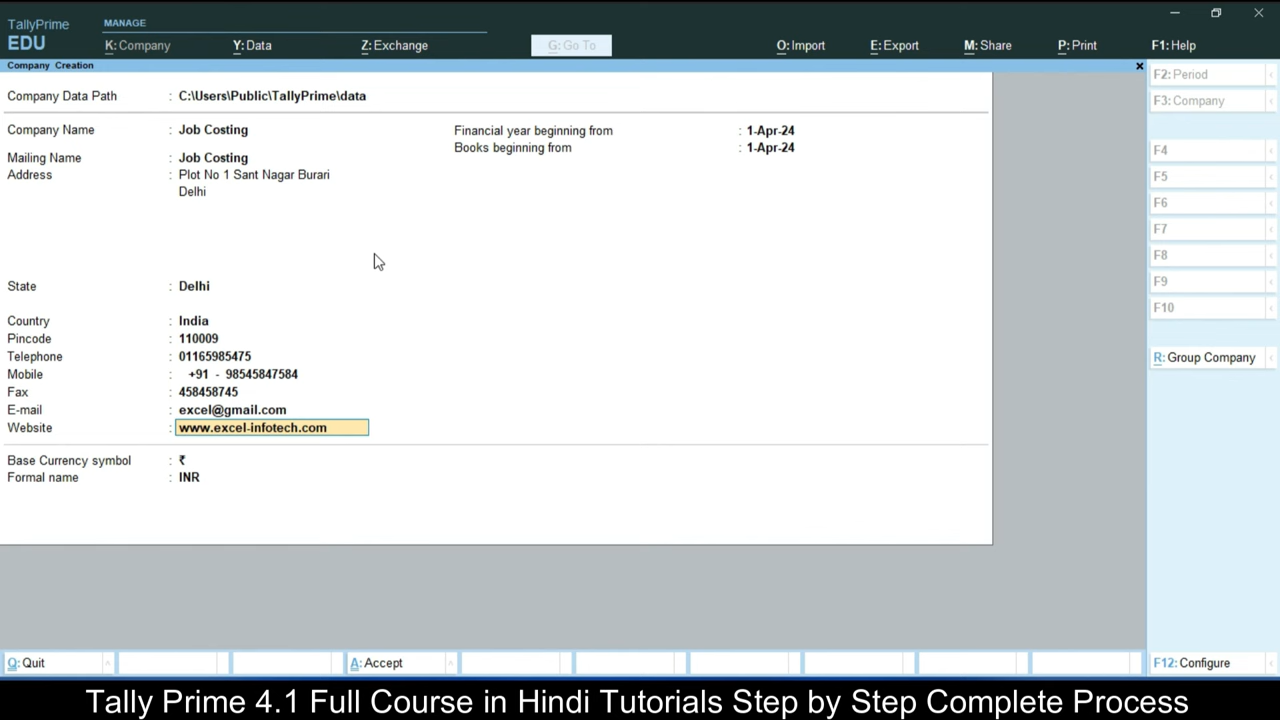 TallyPrime
EDU
MANAGE
K: Company
Y: Data
Z: Exchange
G: Go To
O: Import
E: Export
M: Share
P: Print
F1: Help
Company Creation
Company Data Path : C:\Users\Public\TallyPrime\data
Company Name : Job Costing
Financial year beginning from : 1-Apr-24
Books beginning from : 1-Apr-24
Mailing Name : Job Costing
Address : Plot No 1 Sant Nagar Burari
Delhi
State : Delhi
Country : India
Pincode : 110009
Telephone : 01165985475
Mobile : +91 - 98545847584
Fax : 458458745
E-mail : excel@gmail.com
Website : www.excel-infotech.com
Base Currency symbol : ₹
Formal name : INR
F2: Period
F3: Company
F4
F5
F6
F7
F8
F9
F10
R: Group Company
Q: Quit
A: Accept
F12: Configure
Tally Prime 4.1 Full Course in Hindi Tutorials Step by Step Complete Process